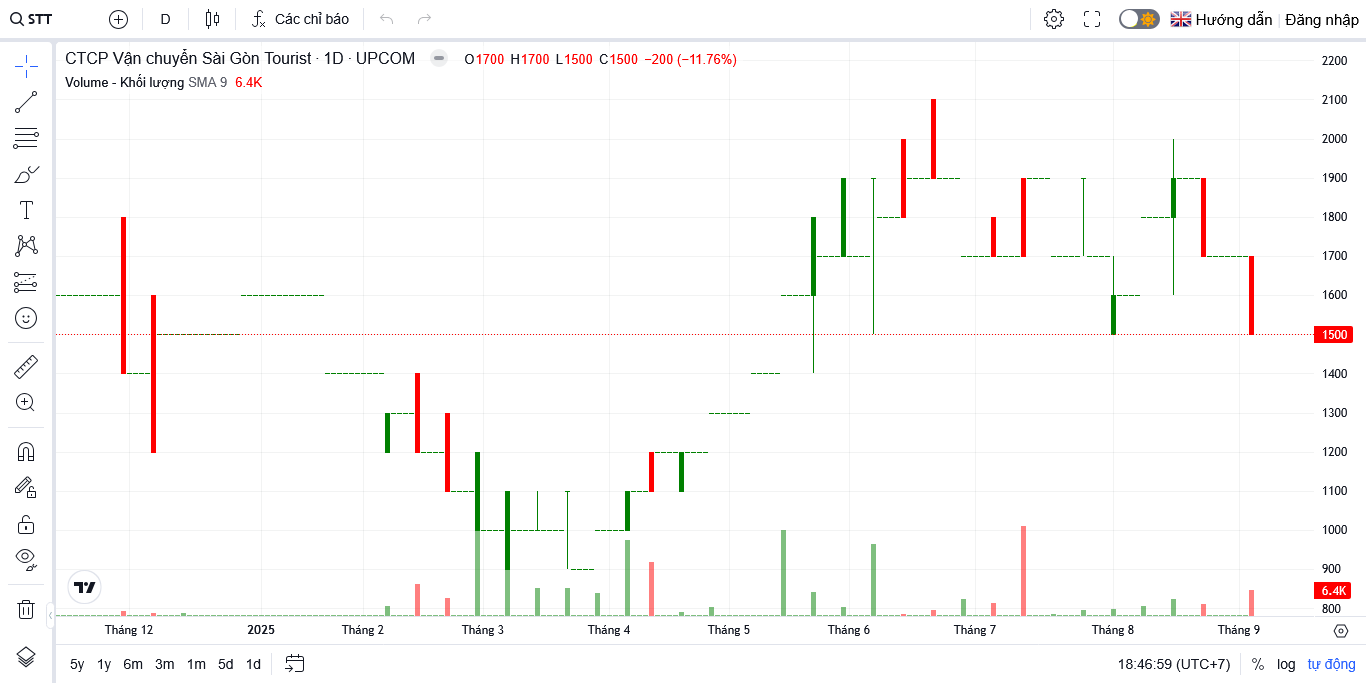 STT D Các chỉ báo Hướng dẫn Đăng nhập
CTCP Vận chuyển Sài Gòn Tourist · 1D · UPCOM O1700 H1700 L1500 C1500 −200 (−11.76%)
Volume - Khối lượng SMA 9 6.4K
2200
2100
2000
1900
1800
1700
1600
1500
1400
1300
1200
1100
1000
900
6.4K
800
Tháng 12 2025 Tháng 2 Tháng 3 Tháng 4 Tháng 5 Tháng 6 Tháng 7 Tháng 8 Tháng 9
5y 1y 6m 3m 1m 5d 1d 18:46:59 (UTC+7) % log tự động